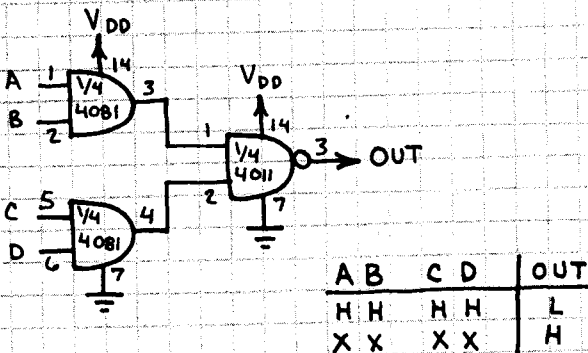 VDD
14
A 1
1/4
4081
3
B
2
VDD
14
1
1/4
4011
3 OUT
2
7
C 5
1/4
4081
4
D
6
7
A B C D OUT
H H H H L
X X X X H